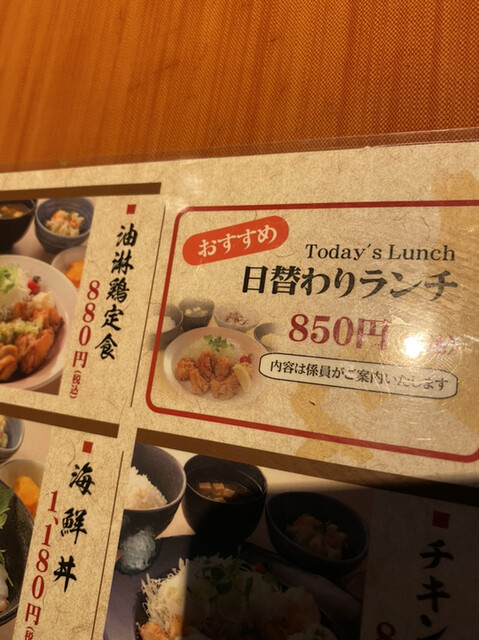 ■油淋鶏定食
880円(税込)
おすすめ
Today's Lunch
日替わりランチ
850円
内容は係員がご案内いたします
■海鮮丼
1,180円
■チキン
8